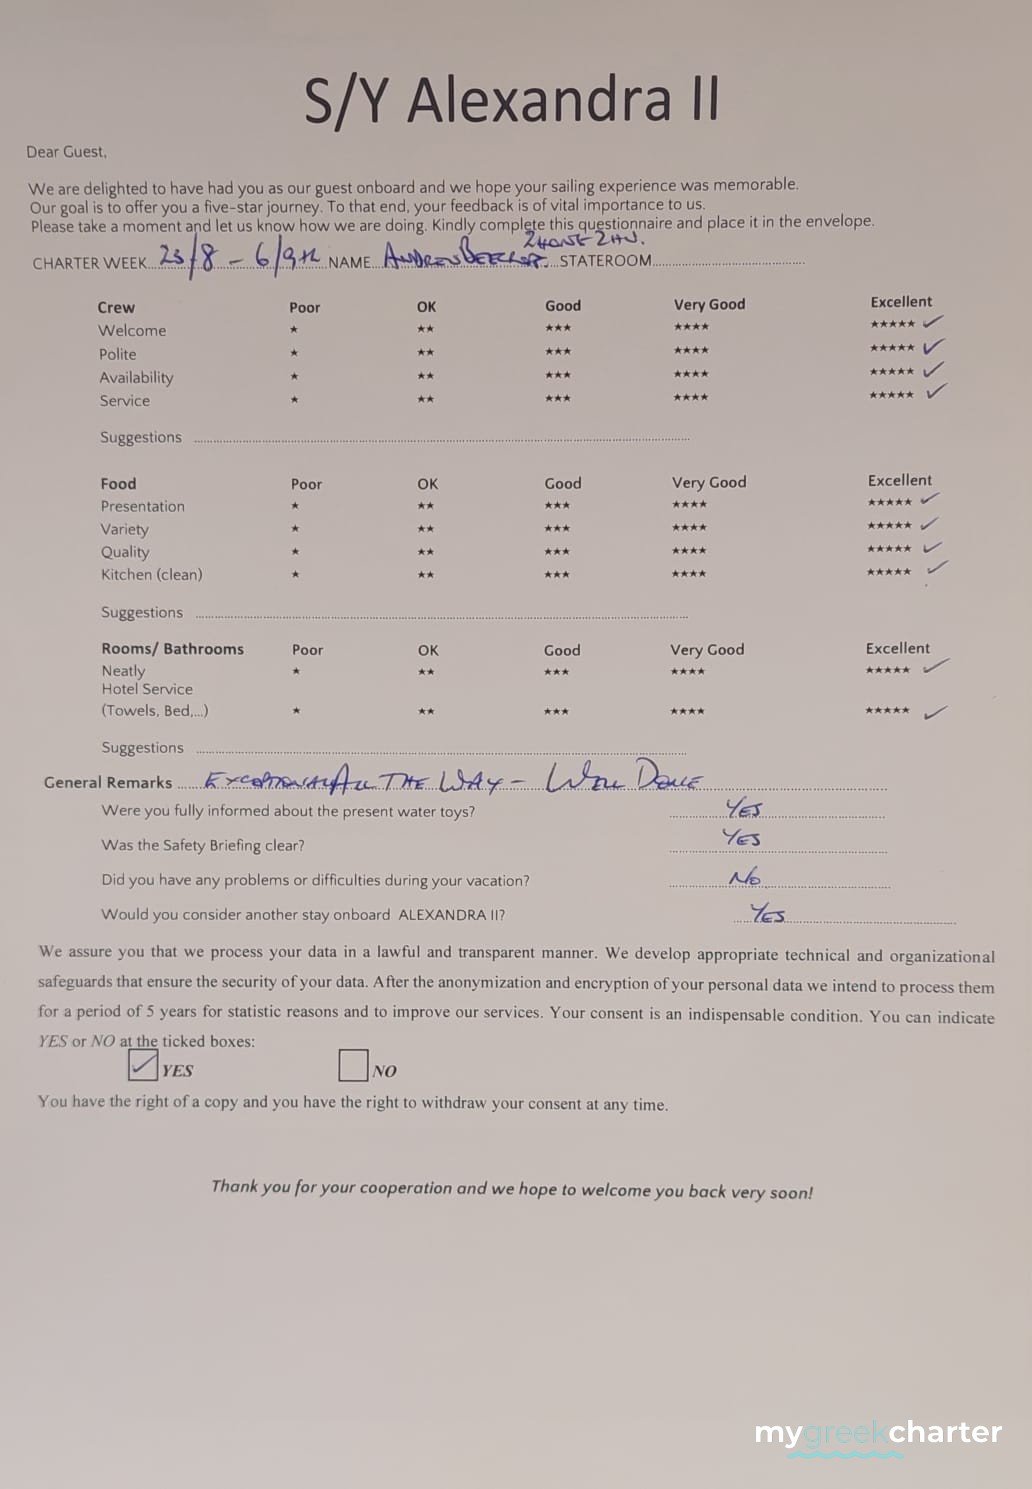 S/Y Alexandra II
Dear Guest,
We are delighted to have had you as our guest onboard and we hope your sailing experience was memorable.
Our goal is to offer you a five-star journey. To that end, your feedback is of vital importance to us.
Please take a moment and let us know how we are doing. Kindly complete this questionnaire and place it in the envelope.
CHARTER WEEK 23/8 - 6/9th NAME ANDREW STATEROOM
Crew Poor OK Good Very Good Excellent
Welcome ★ ★★ ★★★ ★★★★ ★★★★★ ✓
Polite ★ ★★ ★★★ ★★★★ ★★★★★ ✓
Availability ★ ★★ ★★★ ★★★★ ★★★★★ ✓
Service ★ ★★ ★★★ ★★★★ ★★★★★ ✓
Suggestions
Food Poor OK Good Very Good Excellent
Presentation ★ ★★ ★★★ ★★★★ ★★★★★ ✓
Variety ★ ★★ ★★★ ★★★★ ★★★★★ ✓
Quality ★ ★★ ★★★ ★★★★ ★★★★★ ✓
Kitchen (clean) ★ ★★ ★★★ ★★★★ ★★★★★ ✓
Suggestions
Rooms/ Bathrooms Poor OK Good Very Good Excellent
Neatly ★ ★★ ★★★ ★★★★ ★★★★★ ✓
Hotel Service
(Towels, Bed,...) ★ ★★ ★★★ ★★★★ ★★★★★ ✓
Suggestions
General Remarks EXCEPTIONAL ALL THE WAY - WELL DONE
Were you fully informed about the present water toys? YES
Was the Safety Briefing clear? YES
Did you have any problems or difficulties during your vacation? No
Would you consider another stay onboard ALEXANDRA II? YES
We assure you that we process your data in a lawful and transparent manner. We develop appropriate technical and organizational
safeguards that ensure the security of your data. After the anonymization and encryption of your personal data we intend to process them
for a period of 5 years for statistic reasons and to improve our services. Your consent is an indispensable condition. You can indicate
YES or NO at the ticked boxes:
✓ YES NO
You have the right of a copy and you have the right to withdraw your consent at any time.
Thank you for your cooperation and we hope to welcome you back very soon!
mygreekcharter